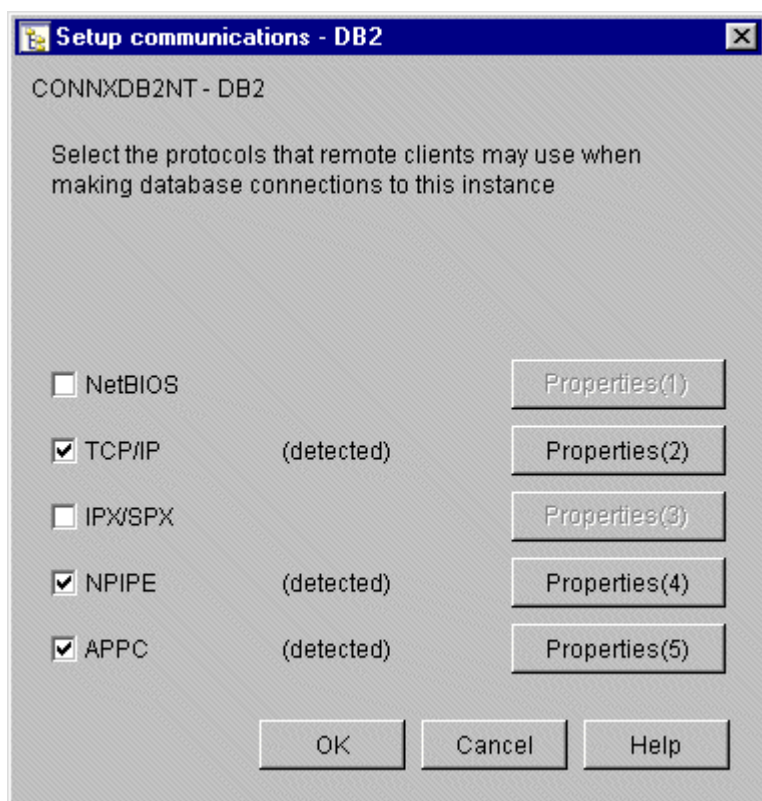 Setup communications - DB2
CONNXDB2NT - DB2
Select the protocols that remote clients may use when
making database connections to this instance
NetBIOS Properties(1)
TCP/IP (detected) Properties(2)
IPX/SPX Properties(3)
NPIPE (detected) Properties(4)
APPC (detected) Properties(5)
OK Cancel Help